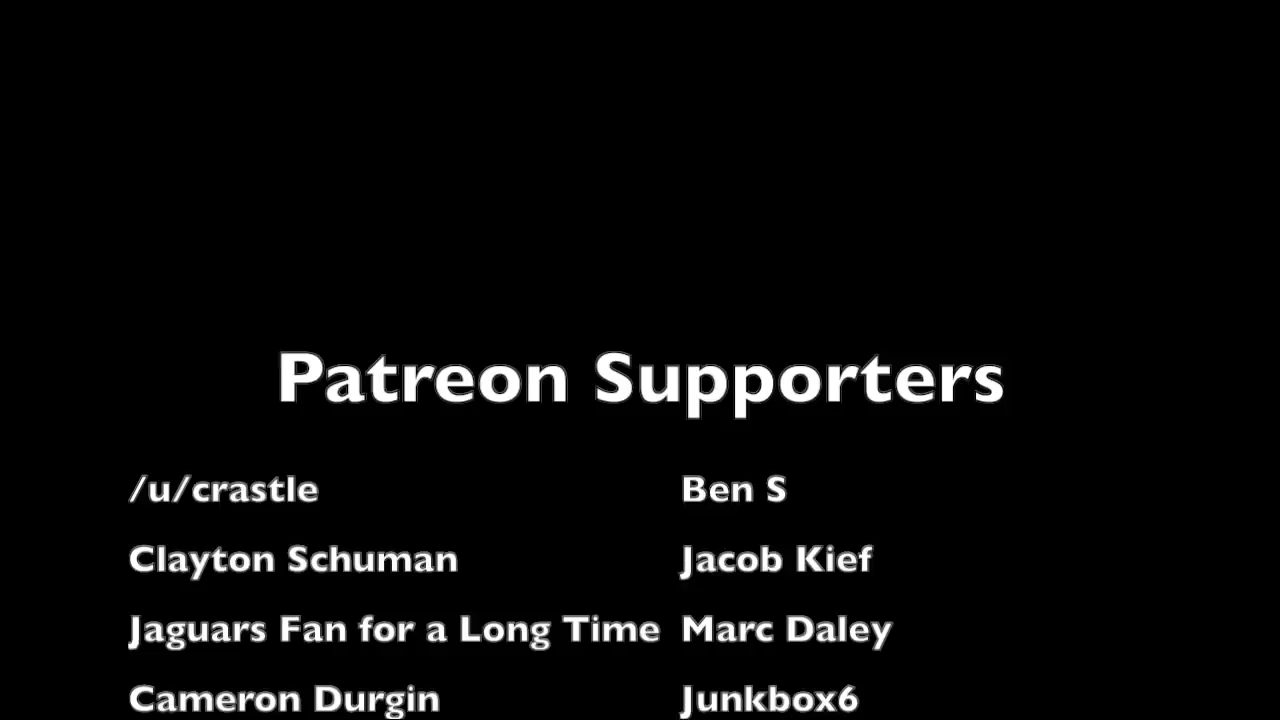 Patreon Supporters
/u/crastle Ben S
Clayton Schuman Jacob Kief
Jaguars Fan for a Long Time Marc Daley
Cameron Durgin Junkbox6